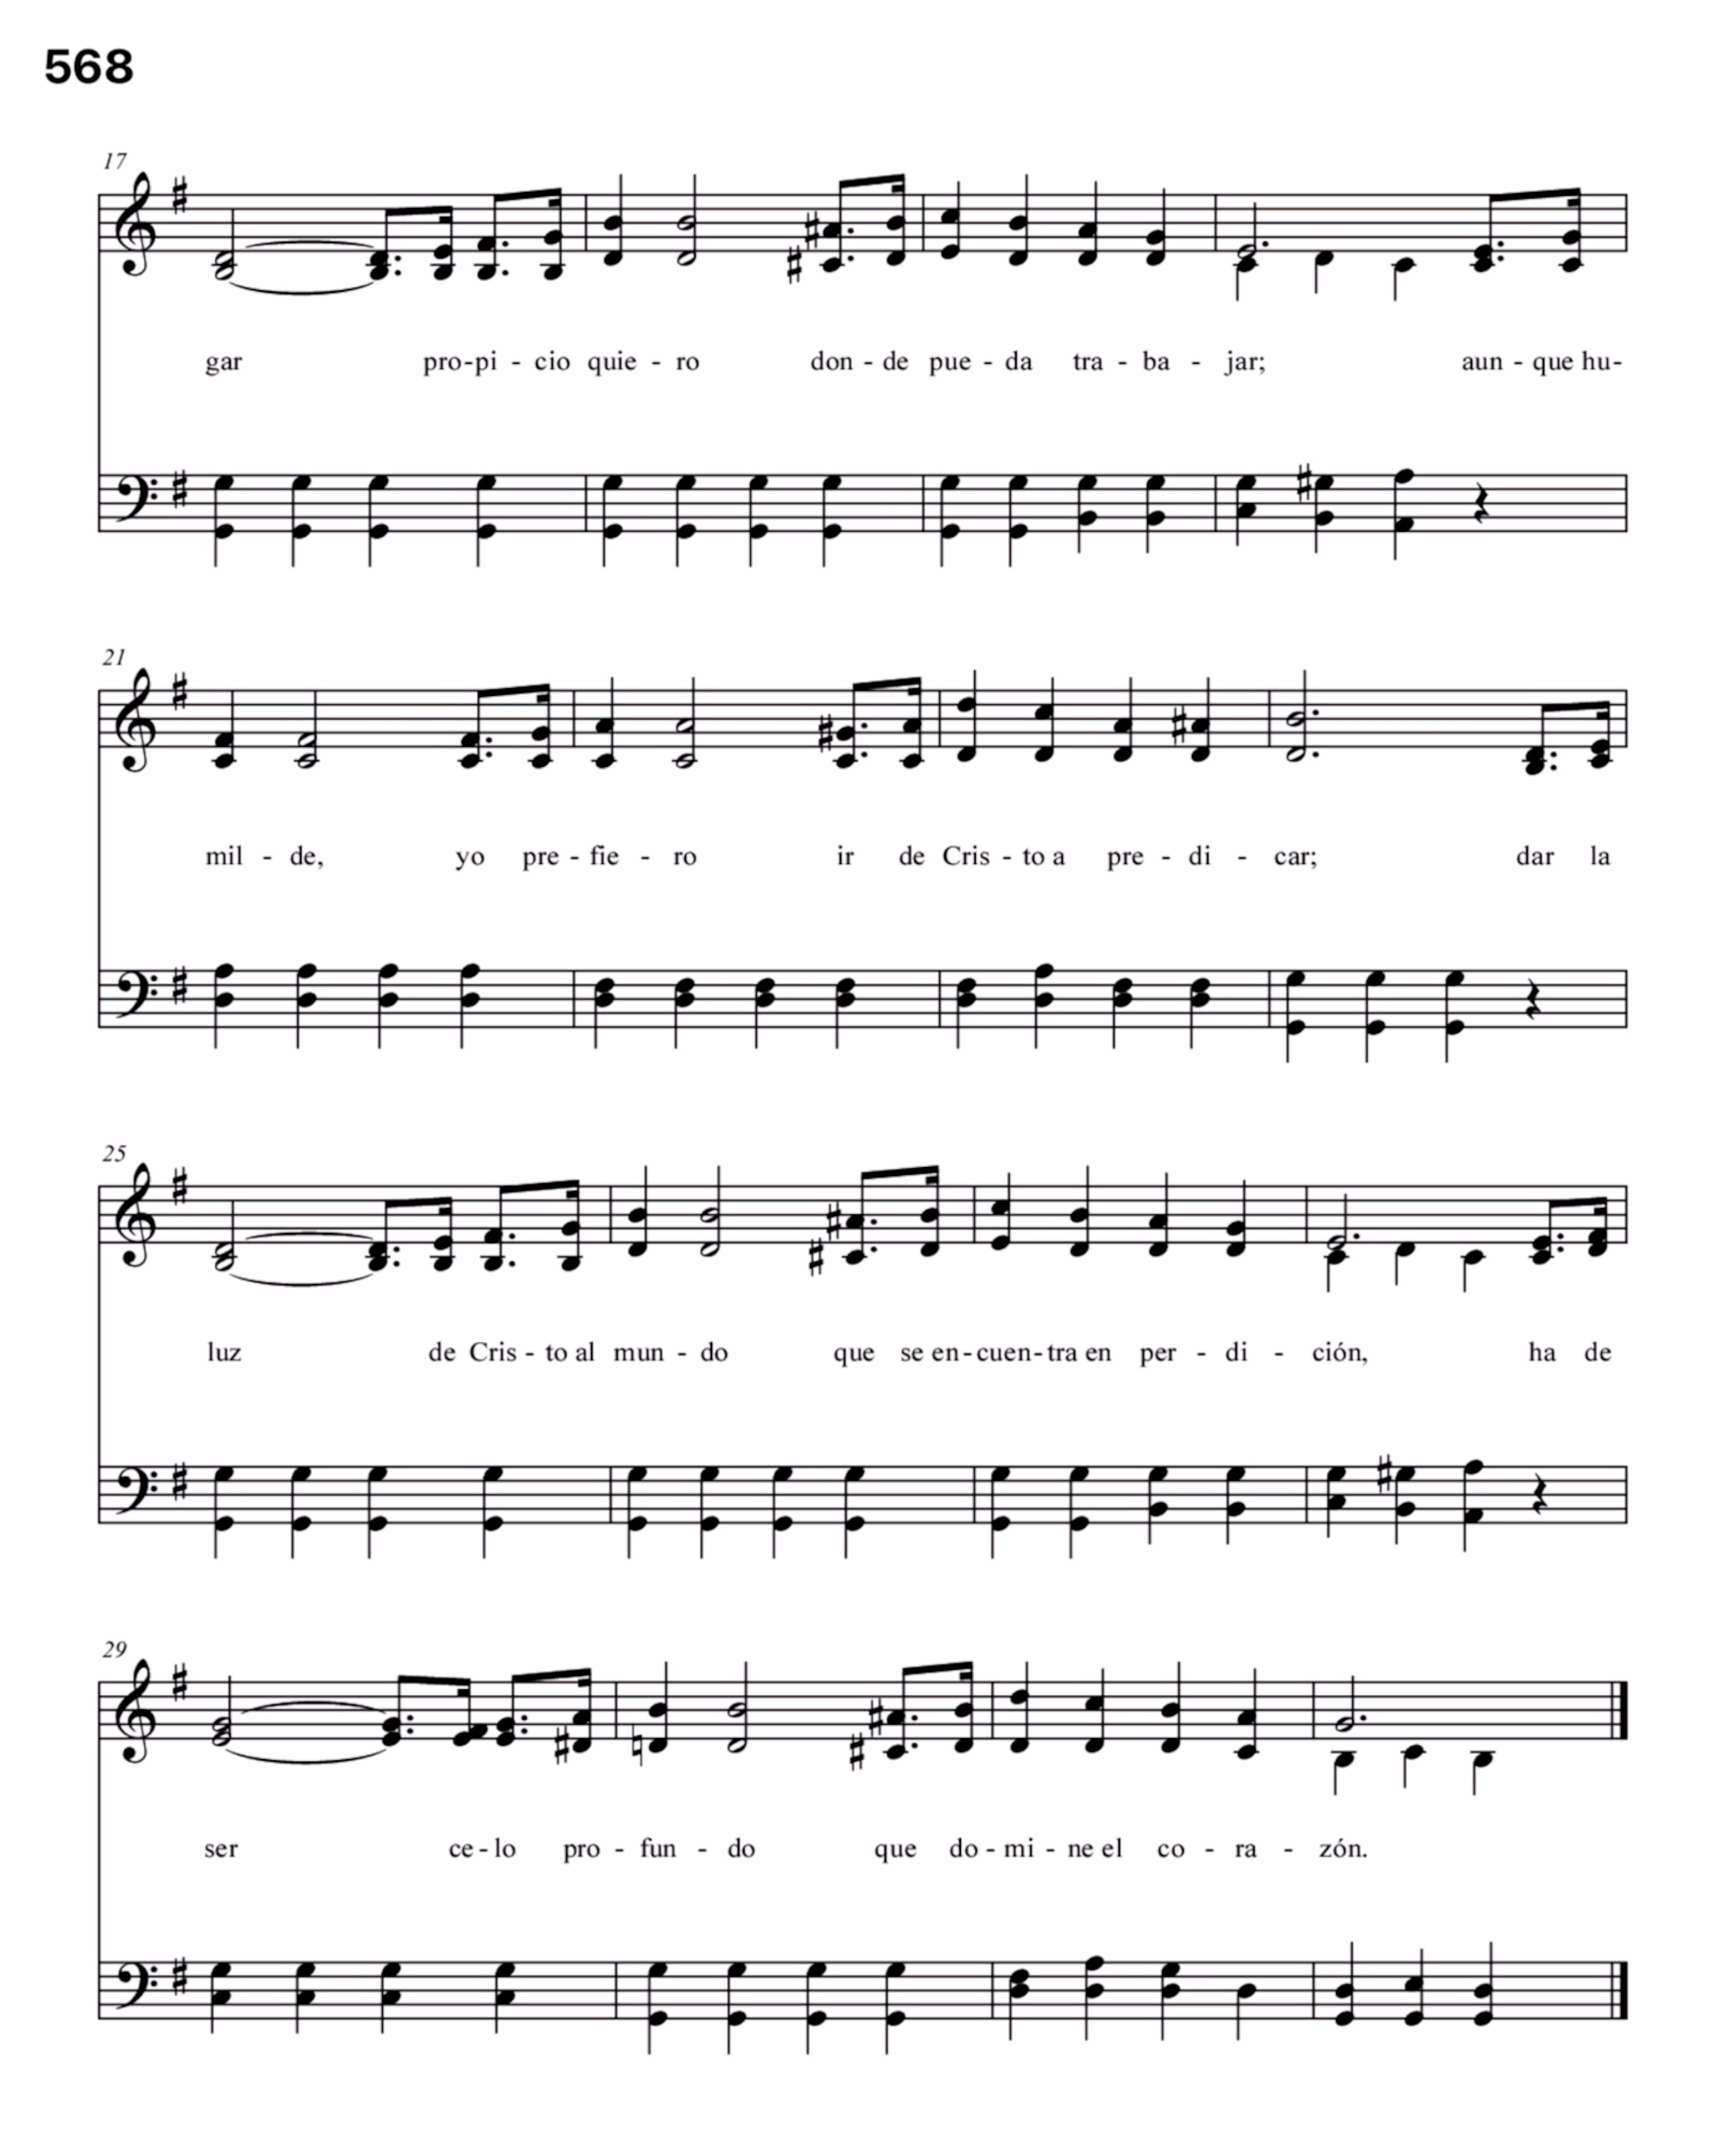 568
17
gar pro-pi - cio quie - ro don - de pue - da tra - ba - jar; aun - que hu-
21
mil - de, yo pre - fie - ro ir de Cris - to a pre - di - car; dar la
25
luz de Cris - to al mun - do que se en - cuen - tra en per - di - ción, ha de
29
ser ce - lo pro - fun - do que do - mi - ne el co - ra - zón.